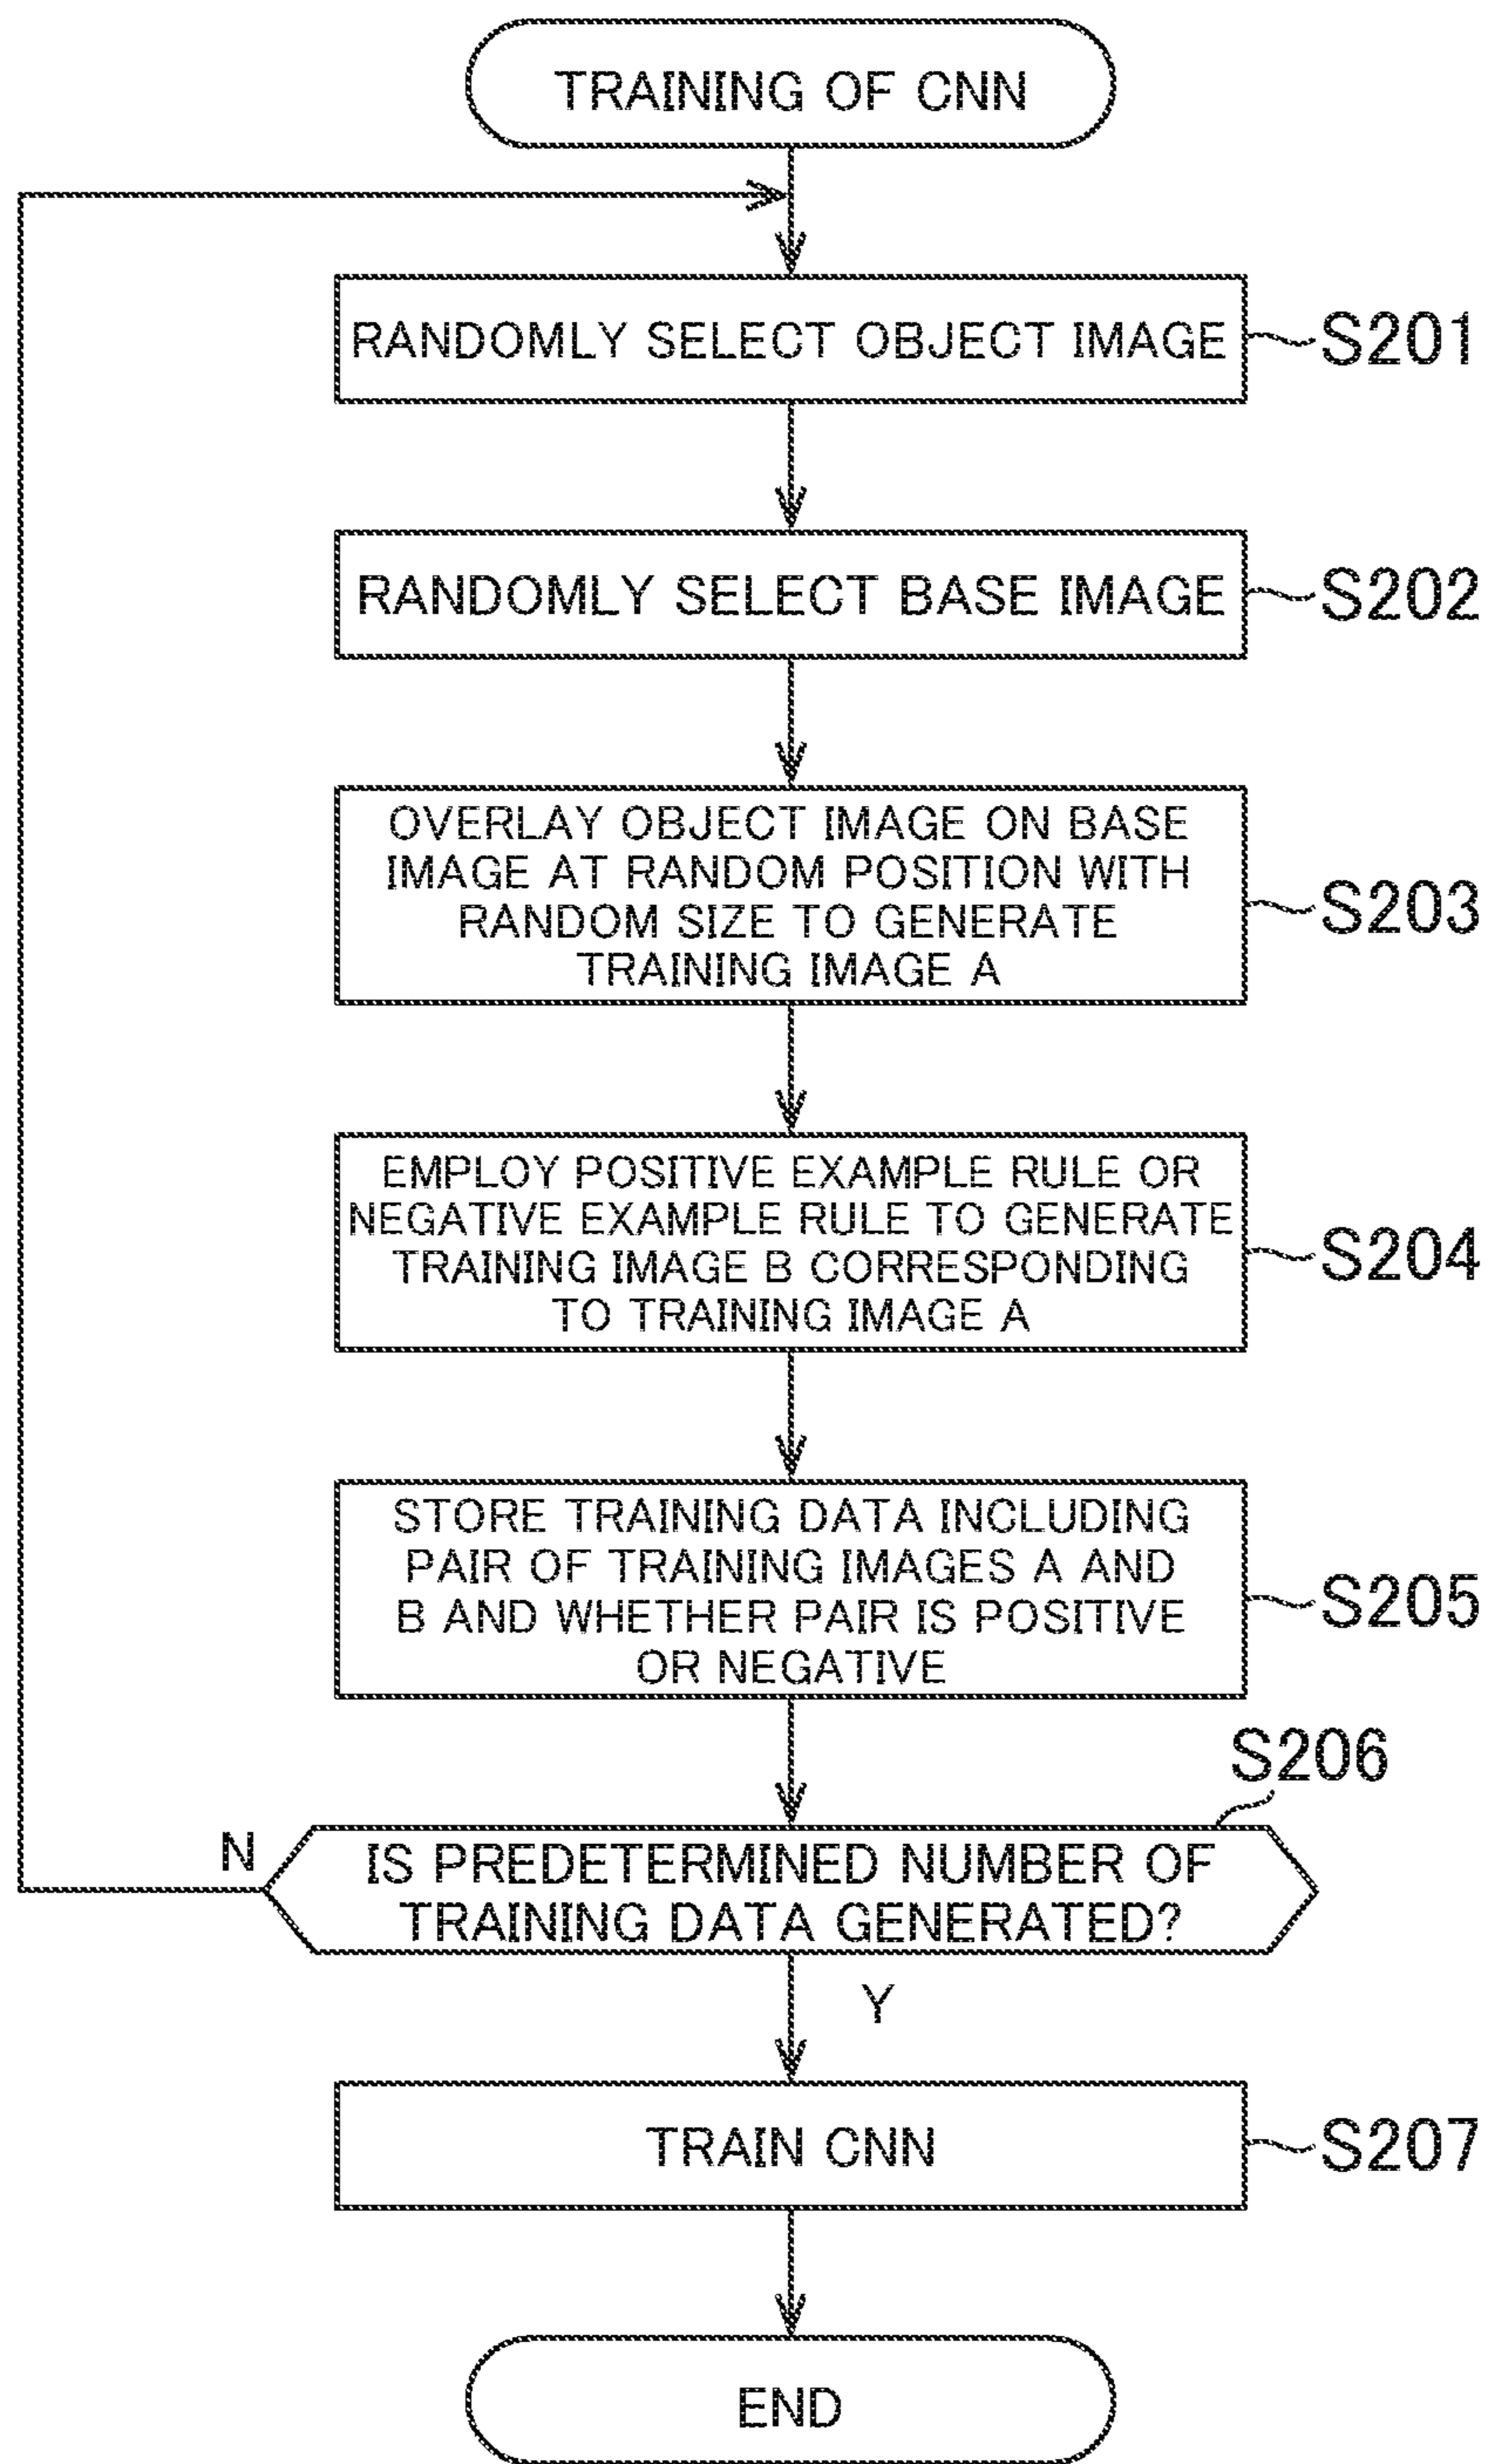 TRAINING OF CNN
RANDOMLY SELECT OBJECT IMAGE
S201
RANDOMLY SELECT BASE IMAGE
S202
OVERLAY OBJECT IMAGE ON BASE
IMAGE AT RANDOM POSITION WITH
RANDOM SIZE TO GENERATE
TRAINING IMAGE A
S203
EMPLOY POSITIVE EXAMPLE RULE OR
NEGATIVE EXAMPLE RULE TO GENERATE
TRAINING IMAGE B CORRESPONDING
TO TRAINING IMAGE A
S204
STORE TRAINING DATA INCLUDING
PAIR OF TRAINING IMAGES A AND
B AND WHETHER PAIR IS POSITIVE
OR NEGATIVE
S205
S206
N
IS PREDETERMINED NUMBER OF
TRAINING DATA GENERATED?
Y
TRAIN CNN
S207
END